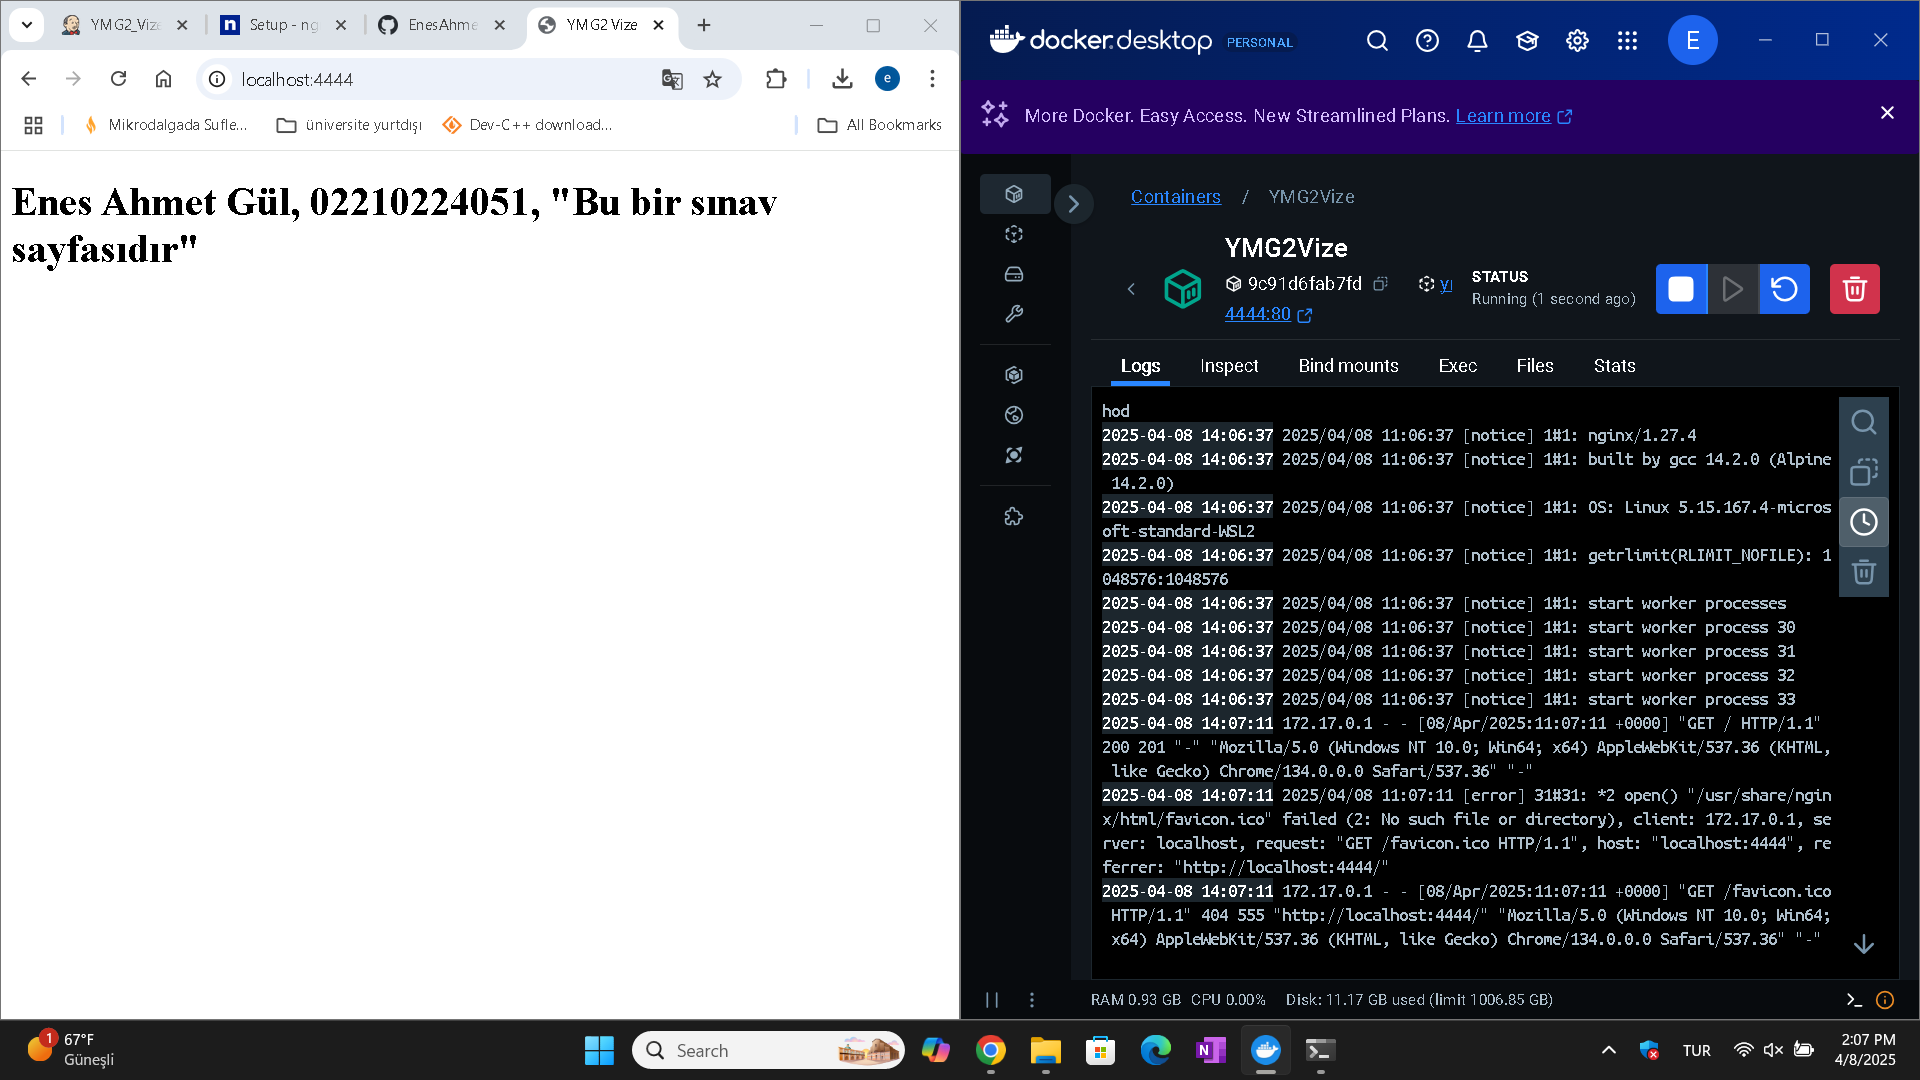 YMG2_Viz
Setup - ng
EnesAhme
YMG2 Vize
localhost:4444
e
Mikrodalgada Sufle...
üniversite yurtdışı
Dev-C++ download...
All Bookmarks
Enes Ahmet Gül, 02210224051, "Bu bir sınav
sayfasıdır"
docker.desktop PERSONAL
E
More Docker. Easy Access. New Streamlined Plans. Learn more
Containers / YMG2Vize
YMG2Vize
9c91d6fab7fd
4444:80
STATUS
Running (1 second ago)
Logs Inspect Bind mounts Exec Files Stats
hod
2025-04-08 14:06:37 2025/04/08 11:06:37 [notice] 1#1: nginx/1.27.4
2025-04-08 14:06:37 2025/04/08 11:06:37 [notice] 1#1: built by gcc 14.2.0 (Alpine
14.2.0)
2025-04-08 14:06:37 2025/04/08 11:06:37 [notice] 1#1: OS: Linux 5.15.167.4-micros
oft-standard-WSL2
2025-04-08 14:06:37 2025/04/08 11:06:37 [notice] 1#1: getrlimit(RLIMIT_NOFILE): 1
048576:1048576
2025-04-08 14:06:37 2025/04/08 11:06:37 [notice] 1#1: start worker processes
2025-04-08 14:06:37 2025/04/08 11:06:37 [notice] 1#1: start worker process 30
2025-04-08 14:06:37 2025/04/08 11:06:37 [notice] 1#1: start worker process 31
2025-04-08 14:06:37 2025/04/08 11:06:37 [notice] 1#1: start worker process 32
2025-04-08 14:06:37 2025/04/08 11:06:37 [notice] 1#1: start worker process 33
2025-04-08 14:07:11 172.17.0.1 - - [08/Apr/2025:11:07:11 +0000] "GET / HTTP/1.1"
200 201 "-" "Mozilla/5.0 (Windows NT 10.0; Win64; x64) AppleWebKit/537.36 (KHTML,
like Gecko) Chrome/134.0.0.0 Safari/537.36" "-"
2025-04-08 14:07:11 2025/04/08 11:07:11 [error] 31#31: *2 open() "/usr/share/ngin
x/html/favicon.ico" failed (2: No such file or directory), client: 172.17.0.1, se
rver: localhost, request: "GET /favicon.ico HTTP/1.1", host: "localhost:4444", re
ferrer: "http://localhost:4444/"
2025-04-08 14:07:11 172.17.0.1 - - [08/Apr/2025:11:07:11 +0000] "GET /favicon.ico
HTTP/1.1" 404 555 "http://localhost:4444/" "Mozilla/5.0 (Windows NT 10.0; Win64;
x64) AppleWebKit/537.36 (KHTML, like Gecko) Chrome/134.0.0.0 Safari/537.36" "-"
RAM 0.93 GB CPU 0.00% Disk: 11.17 GB used (limit 1006.85 GB)
1
67°F
Güneşli
Search
TUR
2:07 PM
4/8/2025